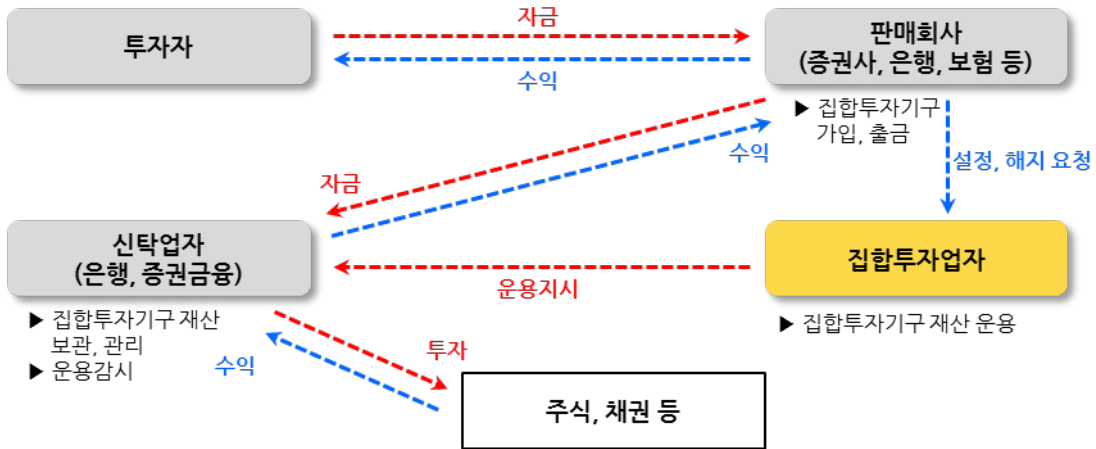 자금
투자자
판매회사
(증권사, 은행, 보험 등)
수익
▶ 집합투자기구
가입, 출금
수익
설정, 해지 요청
자금
신탁업자
(은행, 증권금융)
집합투자업자
운용지시
▶ 집합투자기구 재산
보관, 관리
▶ 운용감시
▶ 집합투자기구 재산 운용
투자
수익
주식, 채권 등